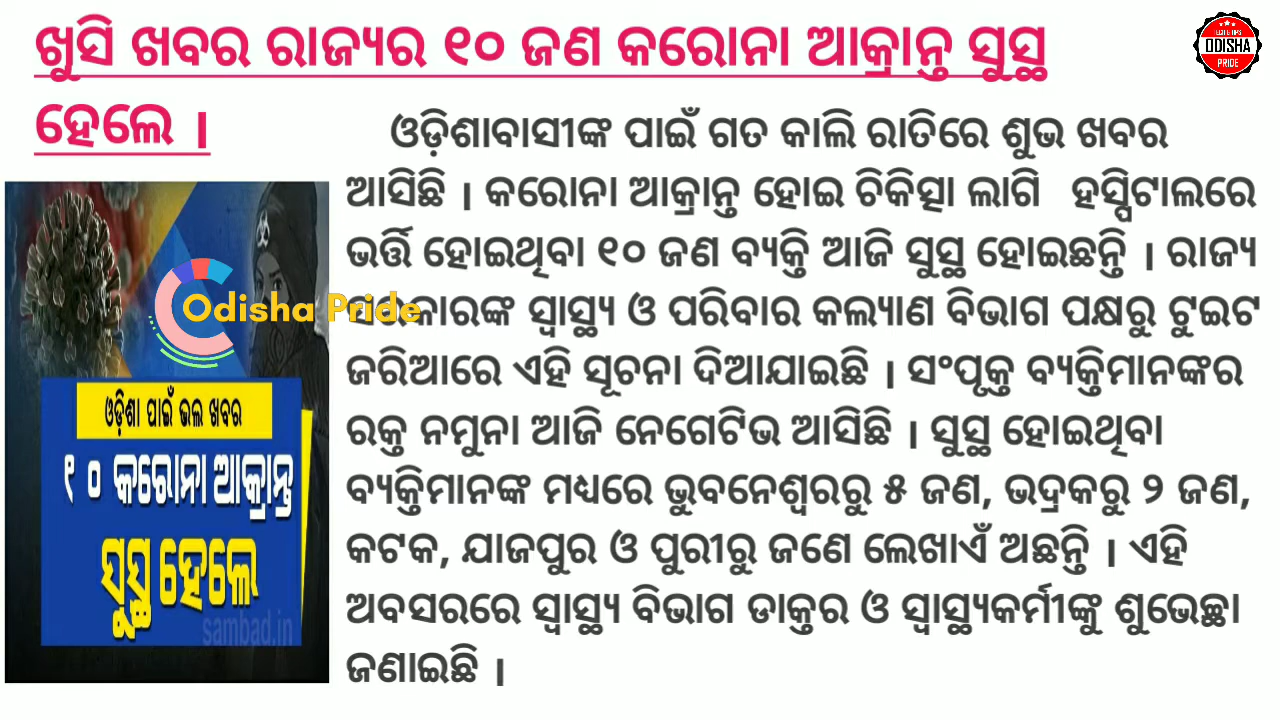 ଖୁସି ଖବର ରାଜ୍ୟର ୧୦ ଜଣ କରୋନା ଆକ୍ରାନ୍ତ ସୁସ୍ଥ
ହେଲେ ।
ODISHA
PRIDE
ଓଡ଼ିଶାବାସୀଙ୍କ ପାଇଁ ଗତ କାଲି ରାତିରେ ଶୁଭ ଖବର
ଆସିଛି । କରୋନା ଆକ୍ରାନ୍ତ ହୋଇ ଚିକିତ୍ସା ଲାଗି ହସ୍ପିଟାଲରେ
ଭର୍ତ୍ତି ହୋଇଥିବା ୧୦ ଜଣ ବ୍ୟକ୍ତି ଆଜି ସୁସ୍ଥ ହୋଇଛନ୍ତି । ରାଜ୍ୟ
ସରକାରଙ୍କ ସ୍ୱାସ୍ଥ୍ୟ ଓ ପରିବାର କଲ୍ୟାଣ ବିଭାଗ ପକ୍ଷରୁ ଟୁଇଟ
ଜରିଆରେ ଏହି ସୂଚନା ଦିଆଯାଇଛି । ସଂପୃକ୍ତ ବ୍ୟକ୍ତିମାନଙ୍କର
ରକ୍ତ ନମୁନା ଆଜି ନେଗେଟିଭ ଆସିଛି । ସୁସ୍ଥ ହୋଇଥିବା
ବ୍ୟକ୍ତିମାନଙ୍କ ମଧ୍ୟରେ ଭୁବନେଶ୍ୱରରୁ ୫ ଜଣ, ଭଦ୍ରକରୁ ୨ ଜଣ,
କଟକ, ଯାଜପୁର ଓ ପୁରୀରୁ ଜଣେ ଲେଖାଏଁ ଅଛନ୍ତି । ଏହି
ଅବସରରେ ସ୍ୱାସ୍ଥ୍ୟ ବିଭାଗ ଡାକ୍ତର ଓ ସ୍ୱାସ୍ଥ୍ୟକର୍ମୀଙ୍କୁ ଶୁଭେଚ୍ଛା
ଜଣାଇଛି ।
Odisha Pride
ଓଡ଼ିଶା ପାଇଁ ଭଲ ଖବର
୧ ୦ କରୋନା ଆକ୍ରାନ୍ତ
ସୁସ୍ଥ ହେଲେ
sambad.in